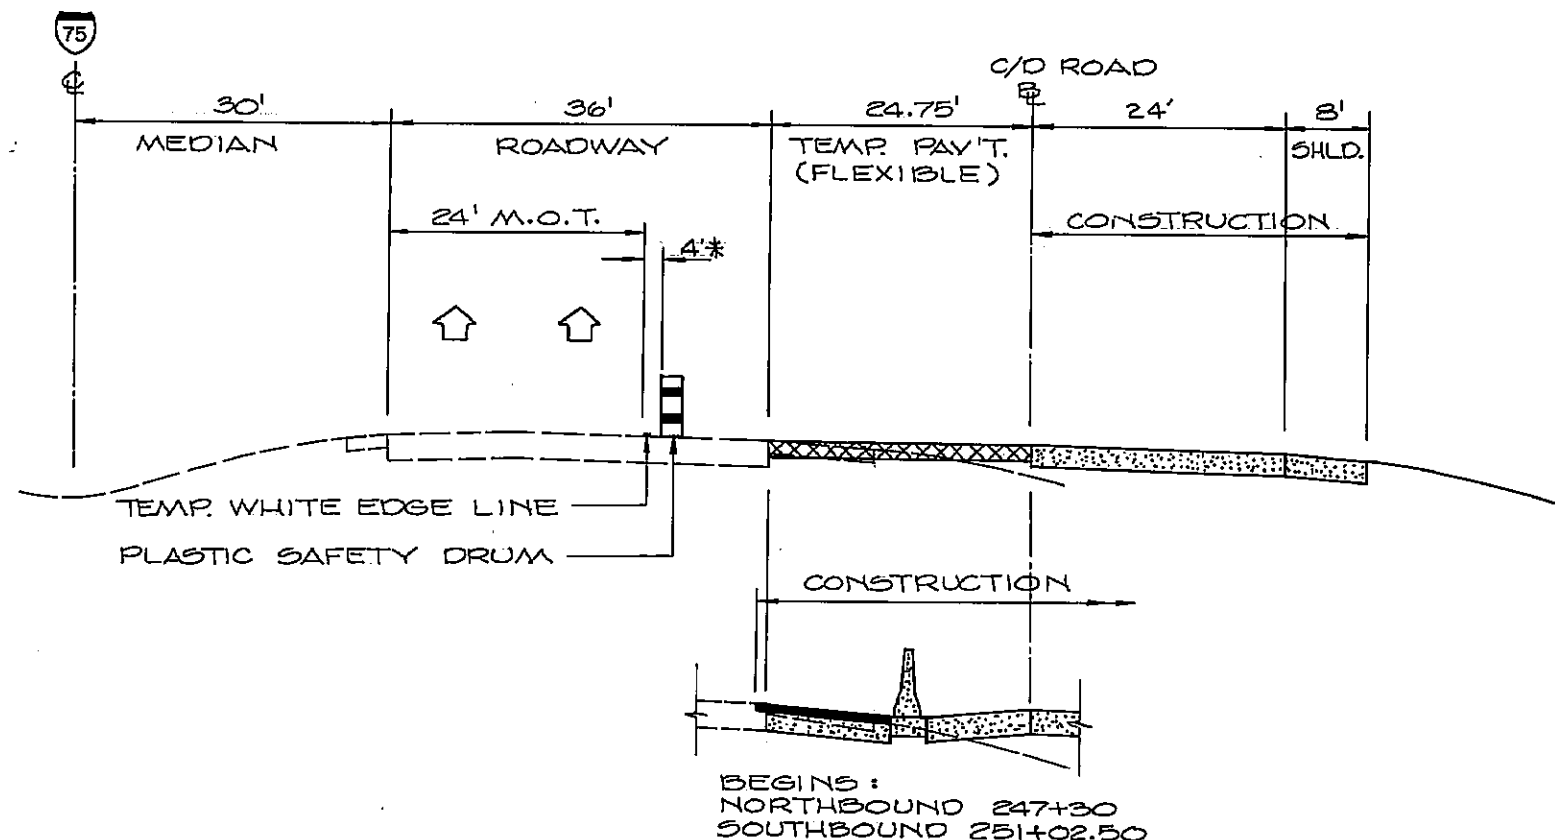 75
C/D ROAD
℄
BL
30'
36'
24.75'
24'
8'
MEDIAN
ROADWAY
TEMP. PAV'T.
(FLEXIBLE)
SHLD.
24' M.O.T.
CONSTRUCTION
4'*
TEMP. WHITE EDGE LINE
PLASTIC SAFETY DRUM
CONSTRUCTION
BEGINS:
NORTHBOUND 247+30
SOUTHBOUND 251+02.50